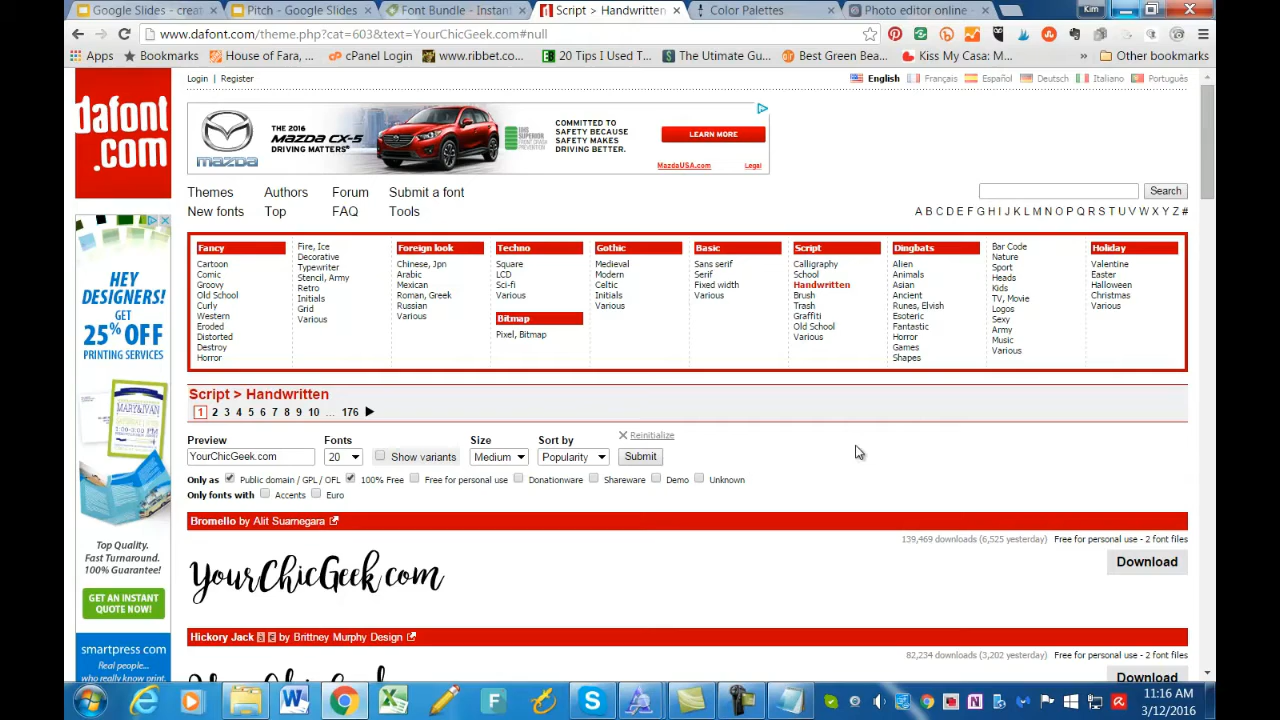 Google Slides - creat
Pitch - Google Slides
Font Bundle - Instant
Script > Handwritten
Color Palettes
Photo editor online -
Kim
www.dafont.com/theme.php?cat=603&text=YourChicGeek.com#null
Apps
Bookmarks
House of Fara, ...
cPanel Login
www.ribbet.co...
20 Tips I Used T...
The Ultimate Gu...
Best Green Bea...
Kiss My Casa: M...
»
Other bookmarks
dafont
.com
Login | Register
English
Français
Español
Deutsch
Italiano
Português
mazda
THE 2016
MAZDA CX-5
DRIVING MATTERS®
IIHS
SUPERIOR
FRONT CRASH
PREVENTION
COMMITTED TO
SAFETY BECAUSE
SAFETY MAKES
DRIVING BETTER.
LEARN MORE
MazdaUSA.com
Legal
Themes
Authors
Forum
Submit a font
New fonts
Top
FAQ
Tools
Search
A B C D E F G H I J K L M N O P Q R S T U V W X Y Z #
Fancy
Cartoon
Comic
Groovy
Old School
Curly
Western
Eroded
Distorted
Destroy
Horror
Fire, Ice
Decorative
Typewriter
Stencil, Army
Retro
Initials
Grid
Various
Foreign look
Chinese, Jpn
Arabic
Mexican
Roman, Greek
Russian
Various
Techno
Square
LCD
Sci-fi
Various
Bitmap
Pixel, Bitmap
Gothic
Medieval
Modern
Celtic
Initials
Various
Basic
Sans serif
Serif
Fixed width
Various
Script
Calligraphy
School
Handwritten
Brush
Trash
Graffiti
Old School
Various
Dingbats
Alien
Animals
Asian
Ancient
Runes, Elvish
Esoteric
Fantastic
Horror
Games
Shapes
Bar Code
Nature
Sport
Heads
Kids
TV, Movie
Logos
Sexy
Army
Music
Various
Holiday
Valentine
Easter
Halloween
Christmas
Various
HEY
DESIGNERS!
GET
25% OFF
PRINTING SERVICES
MARY&IVAN
Top Quality.
Fast Turnaround.
100% Guarantee!
GET AN INSTANT
QUOTE NOW!
smartpress.com
Real people...
who really know print.
Script > Handwritten
1 2 3 4 5 6 7 8 9 10 ... 176
Preview
Fonts
Size
Sort by
Reinitialize
YourChicGeek.com
20
Show variants
Medium
Popularity
Submit
Only as
Public domain / GPL / OFL
100% Free
Free for personal use
Donationware
Shareware
Demo
Unknown
Only fonts with
Accents
Euro
Bromello by Alit Suarnegara
139,469 downloads (6,525 yesterday)
Free for personal use - 2 font files
YourChicGeek.com
Download
Hickory Jack à € by Brittney Murphy Design
82,234 downloads (3,202 yesterday)
Free for personal use - 2 font files
Download
11:16 AM
3/12/2016